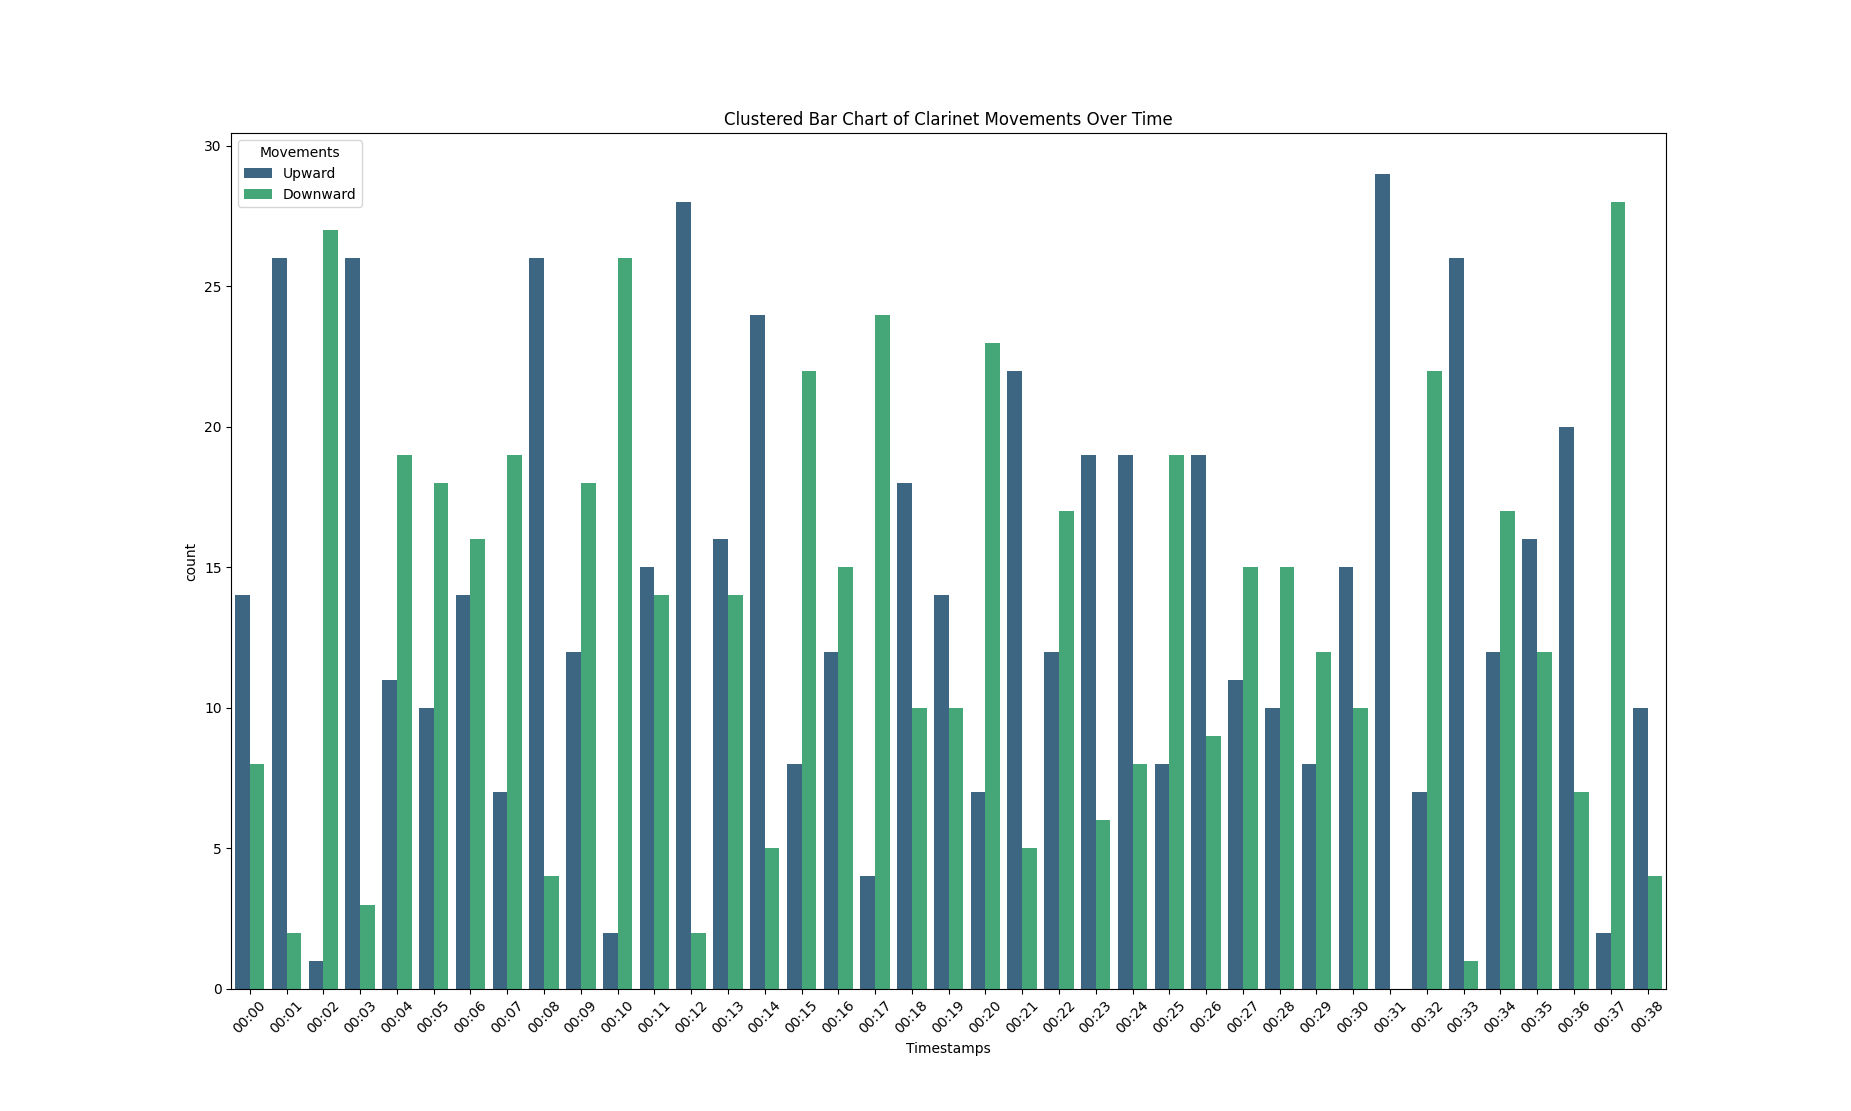 Clustered Bar Chart of Clarinet Movements Over Time
30
25
20
15
10
5
0
count
Movements
Upward
Downward
00:00 00:01 00:02 00:03 00:04 00:05 00:06 00:07 00:08 00:09 00:10 00:11 00:12 00:13 00:14 00:15 00:16 00:17 00:18 00:19 00:20 00:21 00:22 00:23 00:24 00:25 00:26 00:27 00:28 00:29 00:30 00:31 00:32 00:33 00:34 00:35 00:36 00:37 00:38
Timestamps